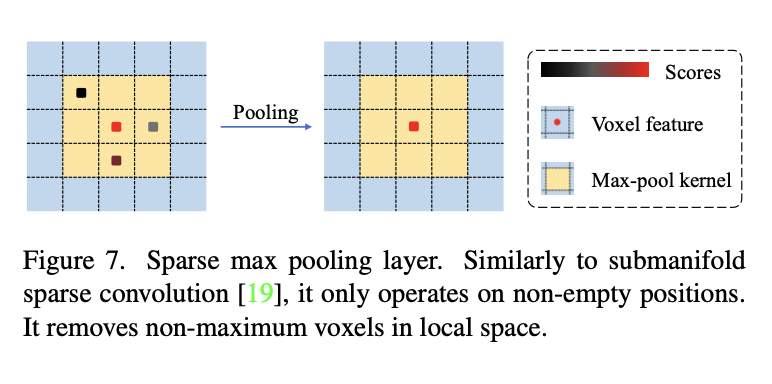 Pooling
Scores
Voxel feature
Max-pool kernel
Figure 7. Sparse max pooling layer. Similarly to submanifold
sparse convolution [19], it only operates on non-empty positions.
It removes non-maximum voxels in local space.